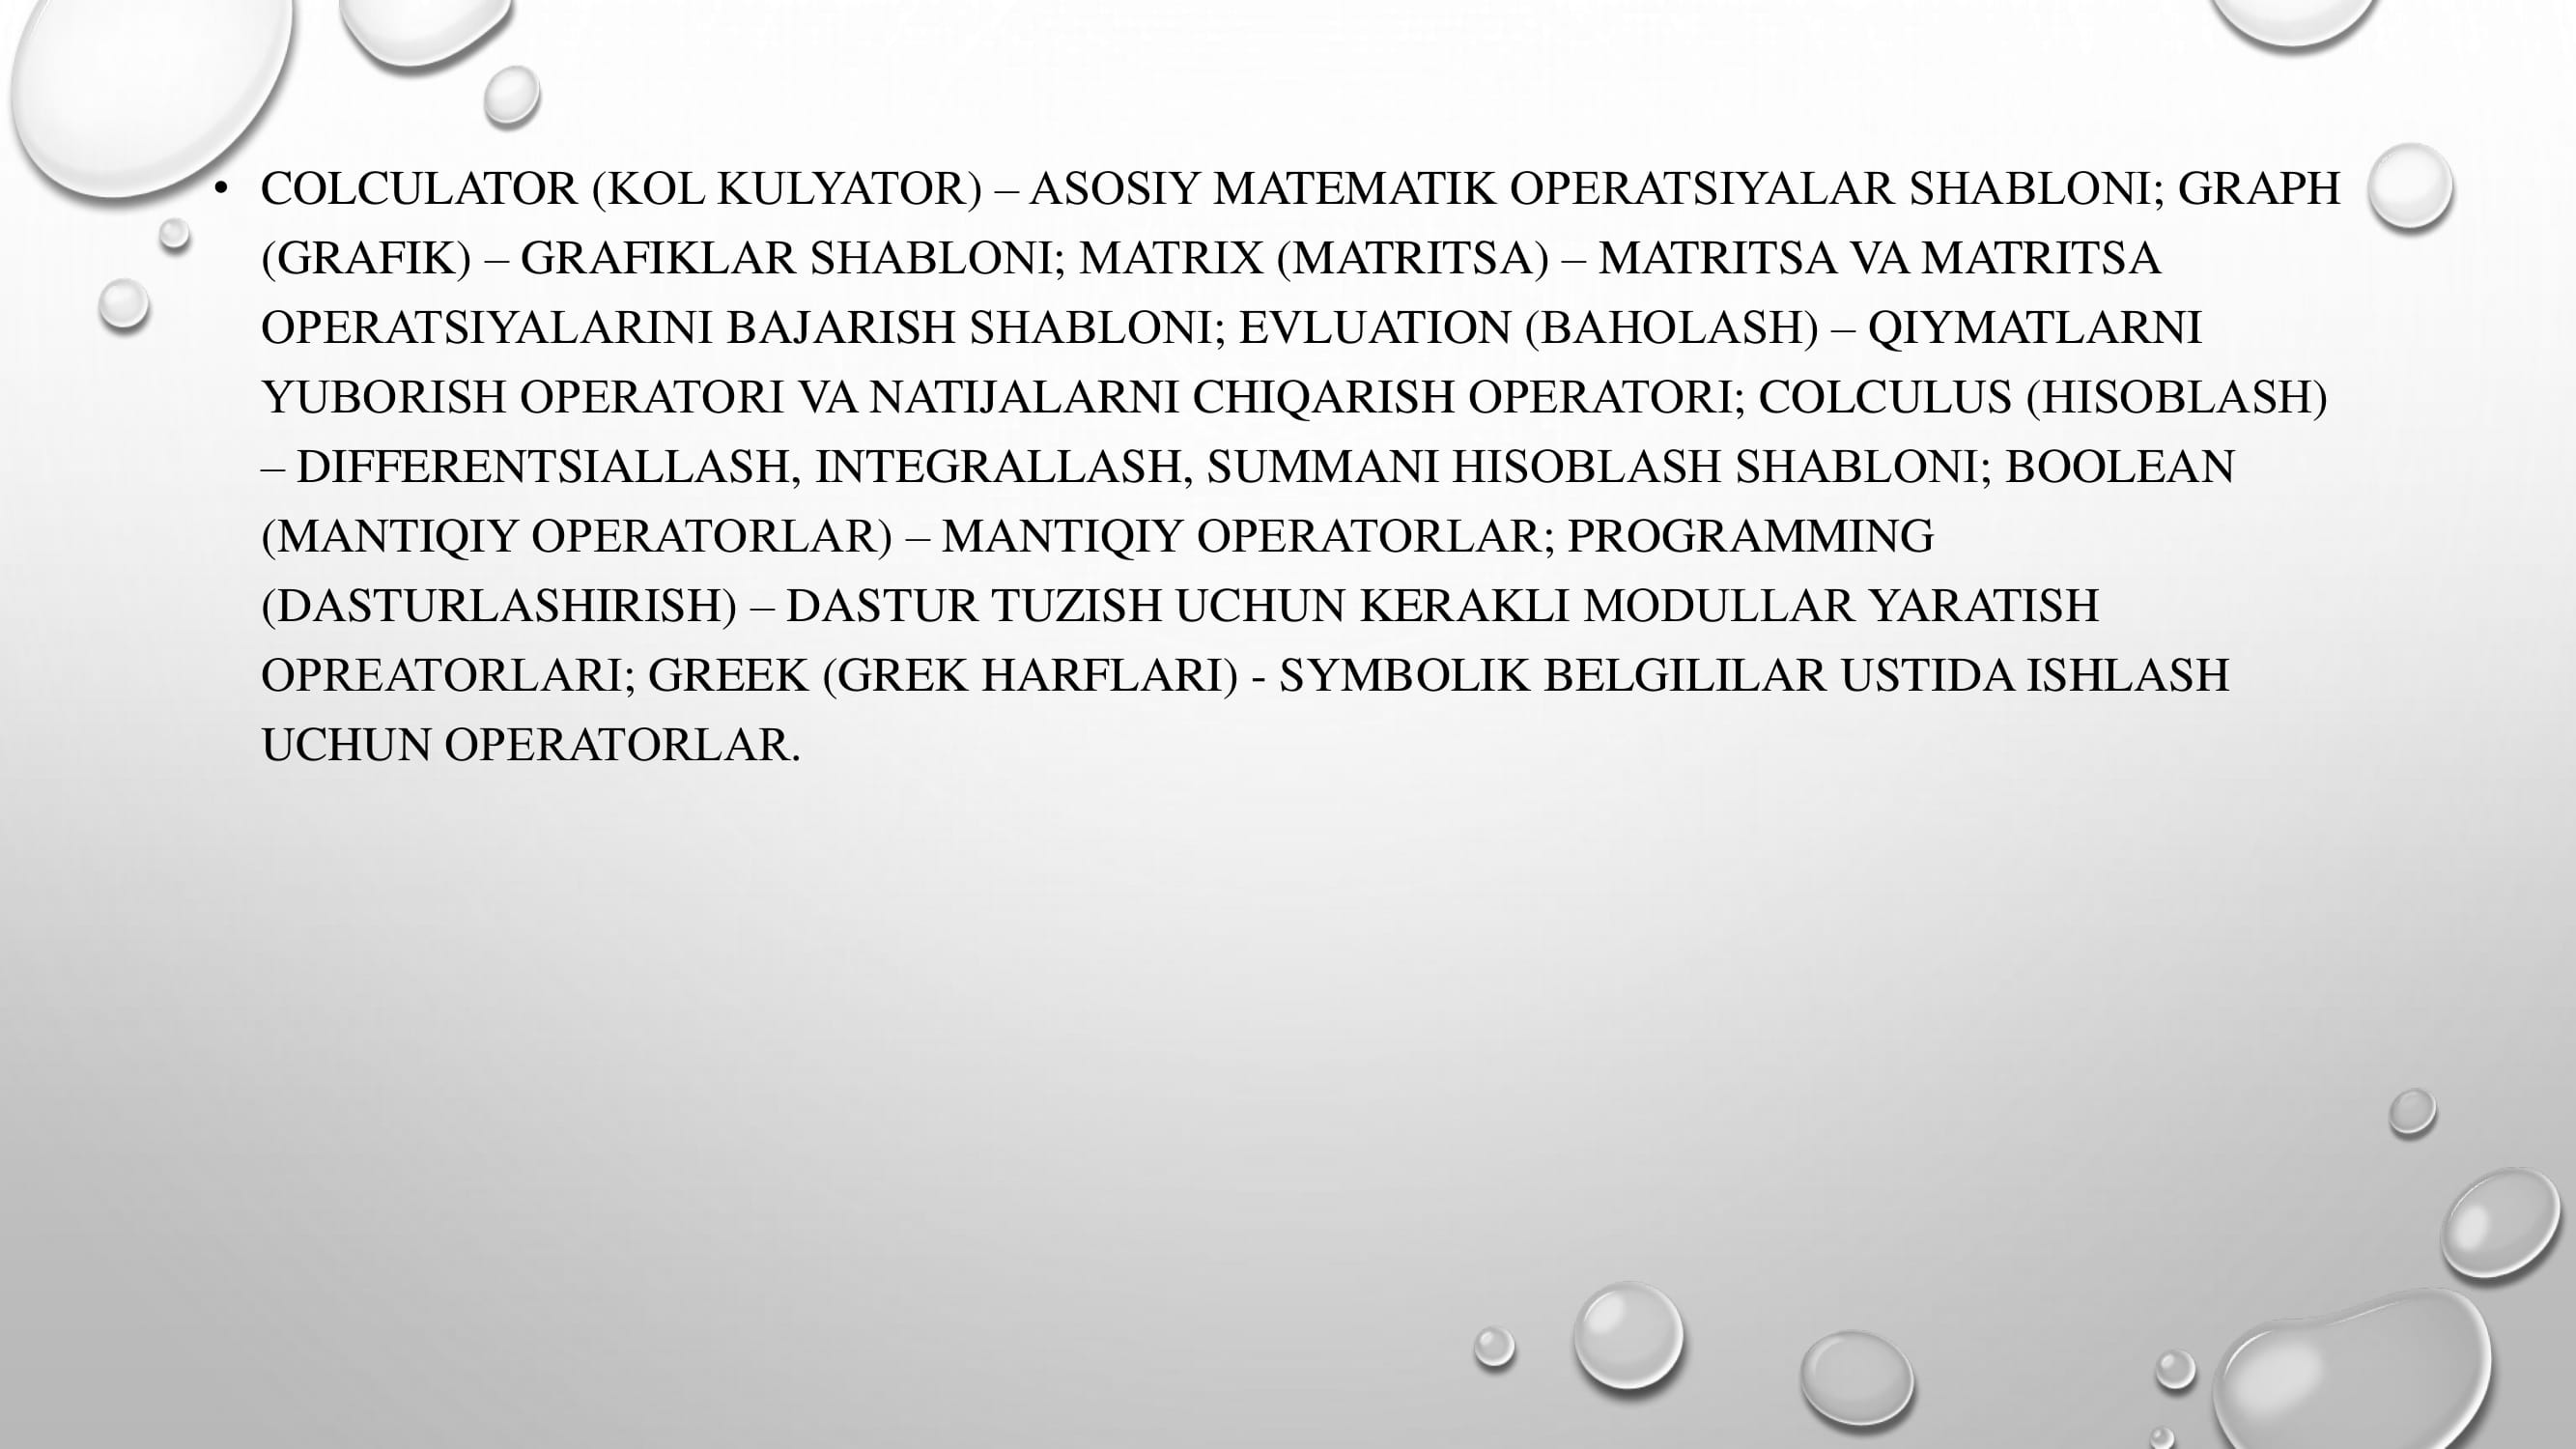 • COLCULATOR (KOL KULYATOR) – ASOSIY MATEMATIK OPERATSIYALAR SHABLONI; GRAPH
(GRAFIK) – GRAFIKLAR SHABLONI; MATRIX (MATRITSA) – MATRITSA VA MATRITSA
OPERATSIYALARINI BAJARISH SHABLONI; EVLUATION (BAHOLASH) – QIYMATLARNI
YUBORISH OPERATORI VA NATIJALARNI CHIQARISH OPERATORI; COLCULUS (HISOBLASH)
– DIFFERENTSIALLASH, INTEGRALLASH, SUMMANI HISOBLASH SHABLONI; BOOLEAN
(MANTIQIY OPERATORLAR) – MANTIQIY OPERATORLAR; PROGRAMMING
(DASTURLASHIRISH) – DASTUR TUZISH UCHUN KERAKLI MODULLAR YARATISH
OPREATORLARI; GREEK (GREK HARFLARI) - SYMBOLIK BELGILILAR USTIDA ISHLASH
UCHUN OPERATORLAR.